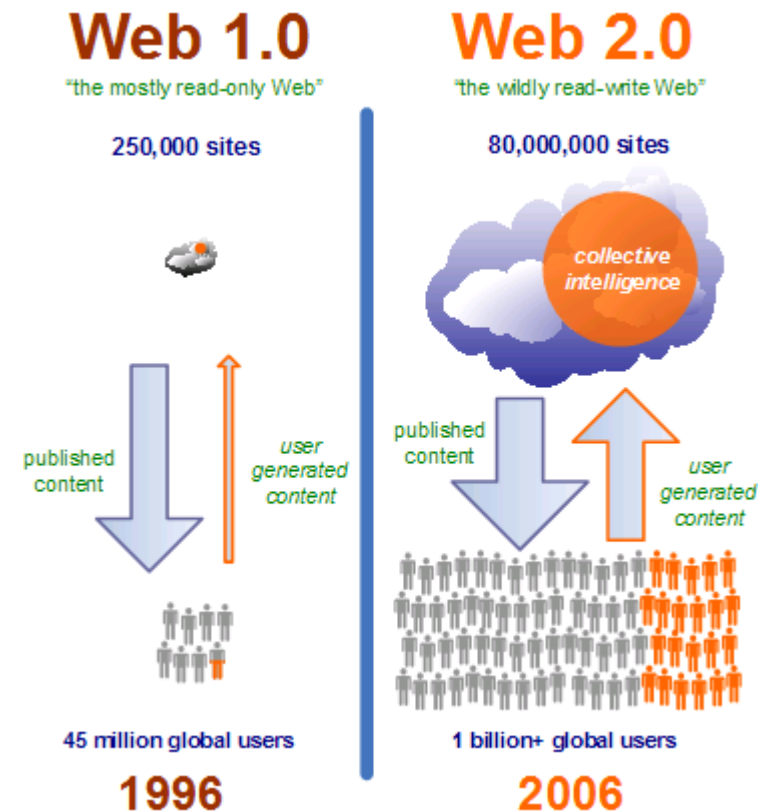 Web 1.0
"the mostly read-only Web"
250,000 sites
published
content
user
generated
content
45 million global users
1996
Web 2.0
"the wildly read-write Web"
80,000,000 sites
collective
intelligence
published
content
user
generated
content
1 billion+ global users
2006